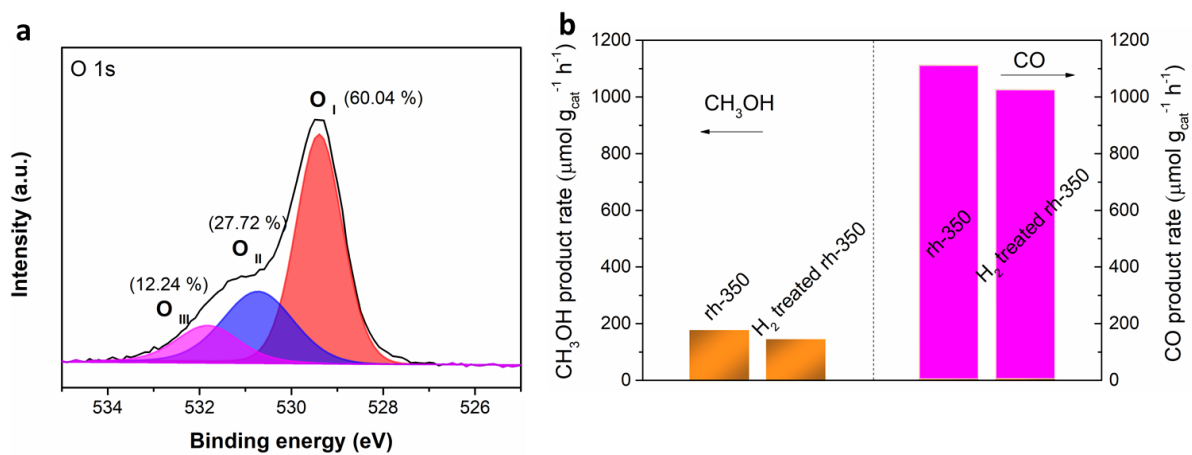 a
O 1s
O I (60.04 %)
(27.72 %)
O II
(12.24 %)
O III
Intensity (a.u.)
534 532 530 528 526
Binding energy (eV)
b
CH₃OH product rate (μmol g_cat⁻¹ h⁻¹)
1200
1000
800
600
400
200
0
CH₃OH
rh-350
H₂ treated rh-350
CO
rh-350
H₂ treated rh-350
1200
1000
800
600
400
200
0
CO product rate (μmol g_cat⁻¹ h⁻¹)